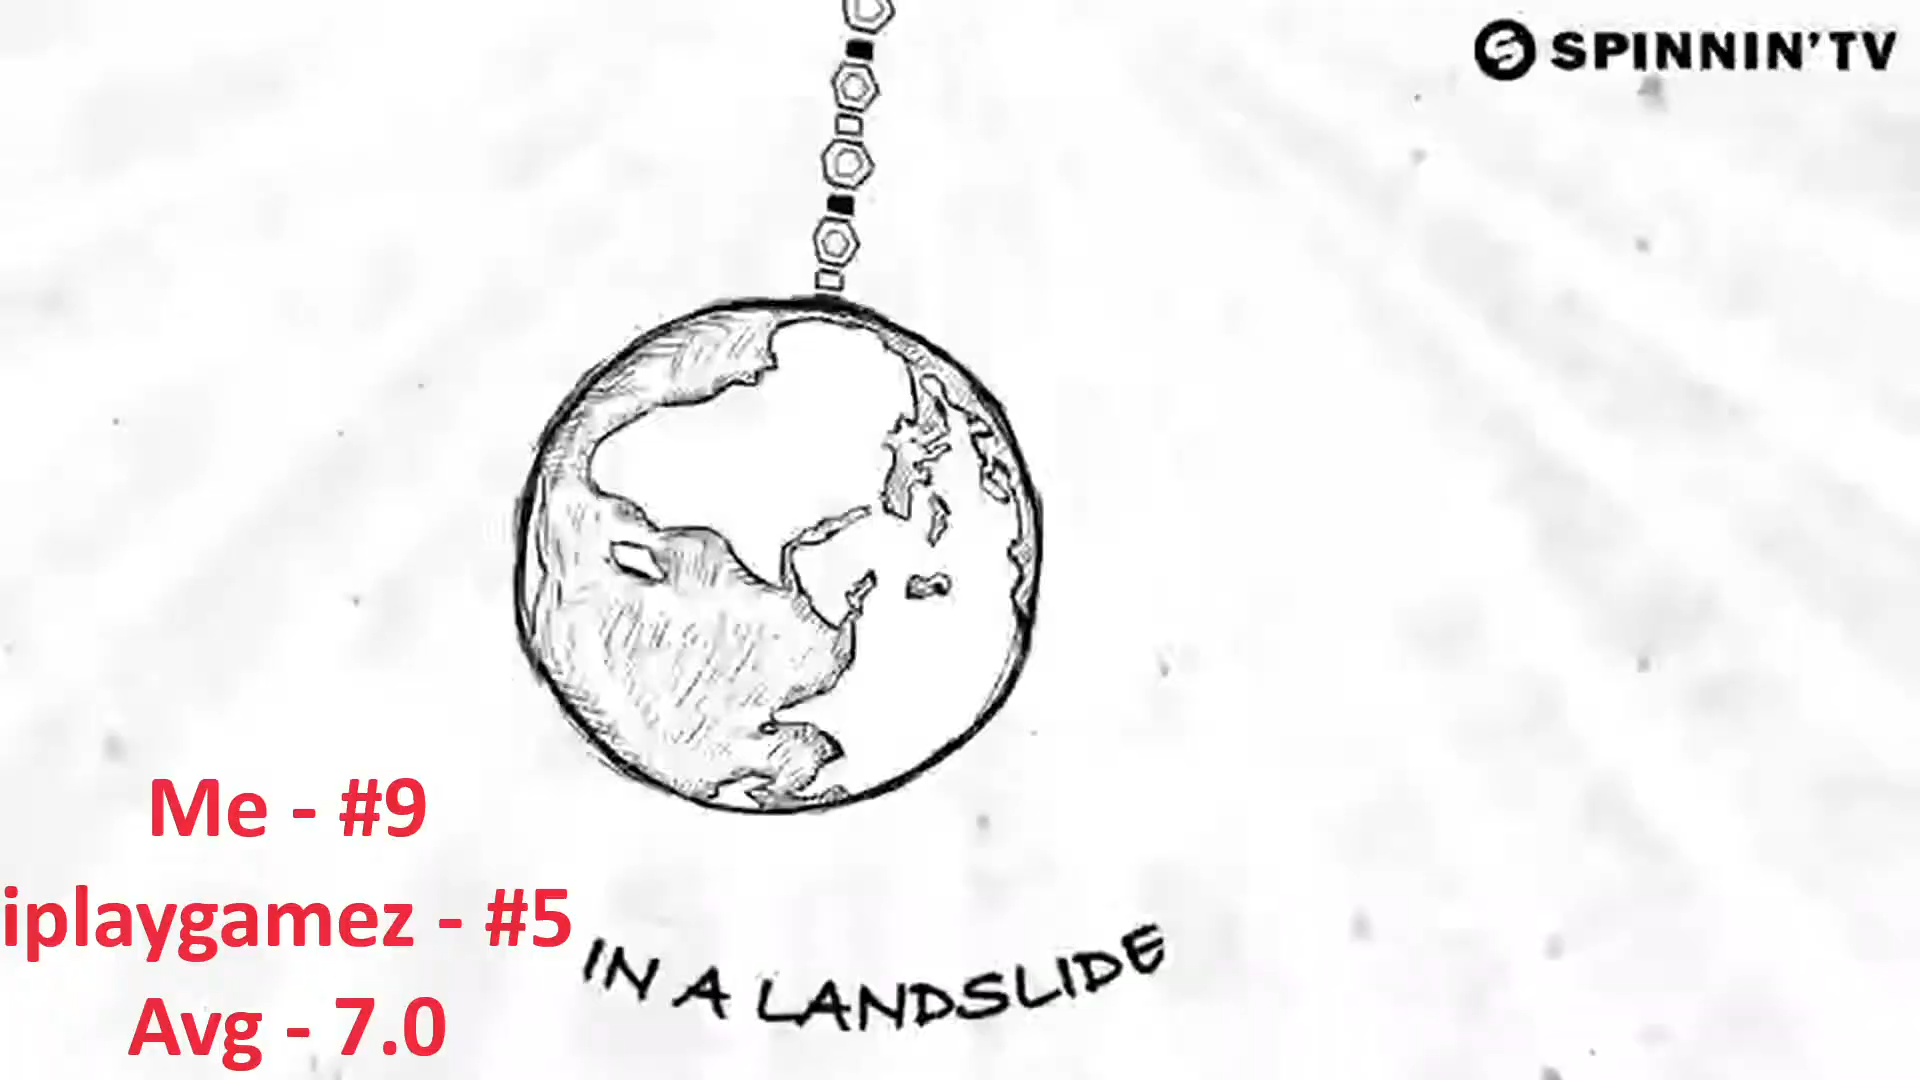 SPINNIN' TV
Me - #9
iplaygamez - #5
Avg - 7.0
IN A LANDSLIDE